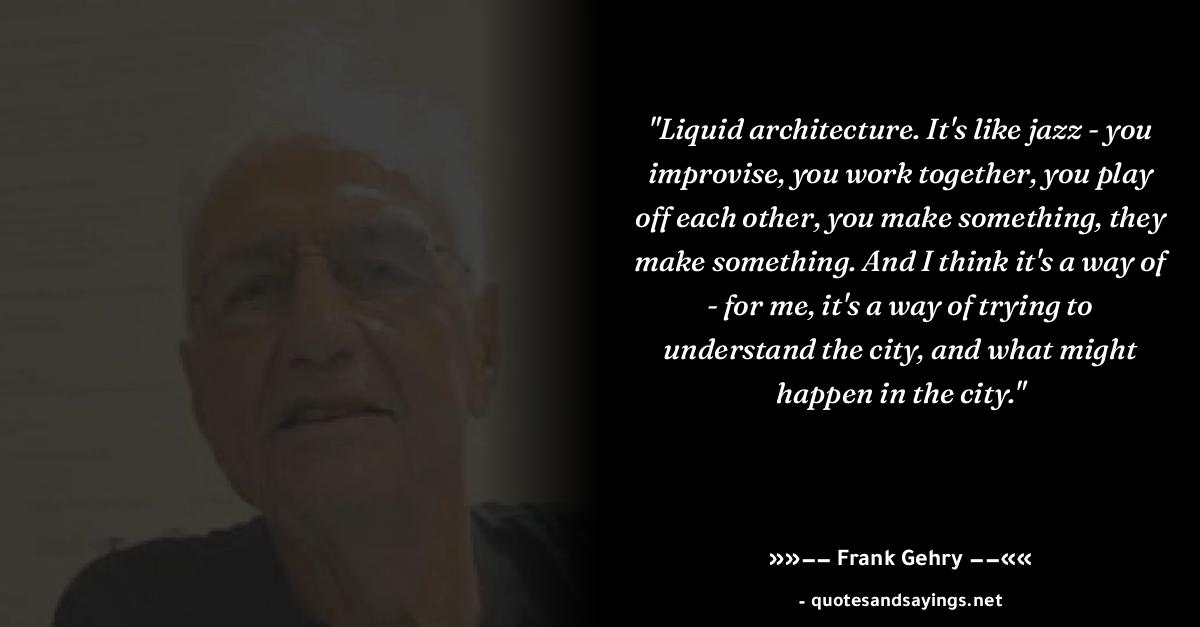 "Liquid architecture. It's like jazz - you
improvise, you work together, you play
off each other, you make something, they
make something. And I think it's a way of
- for me, it's a way of trying to
understand the city, and what might
happen in the city."
»»–– Frank Gehry ––««
- quotesandsayings.net